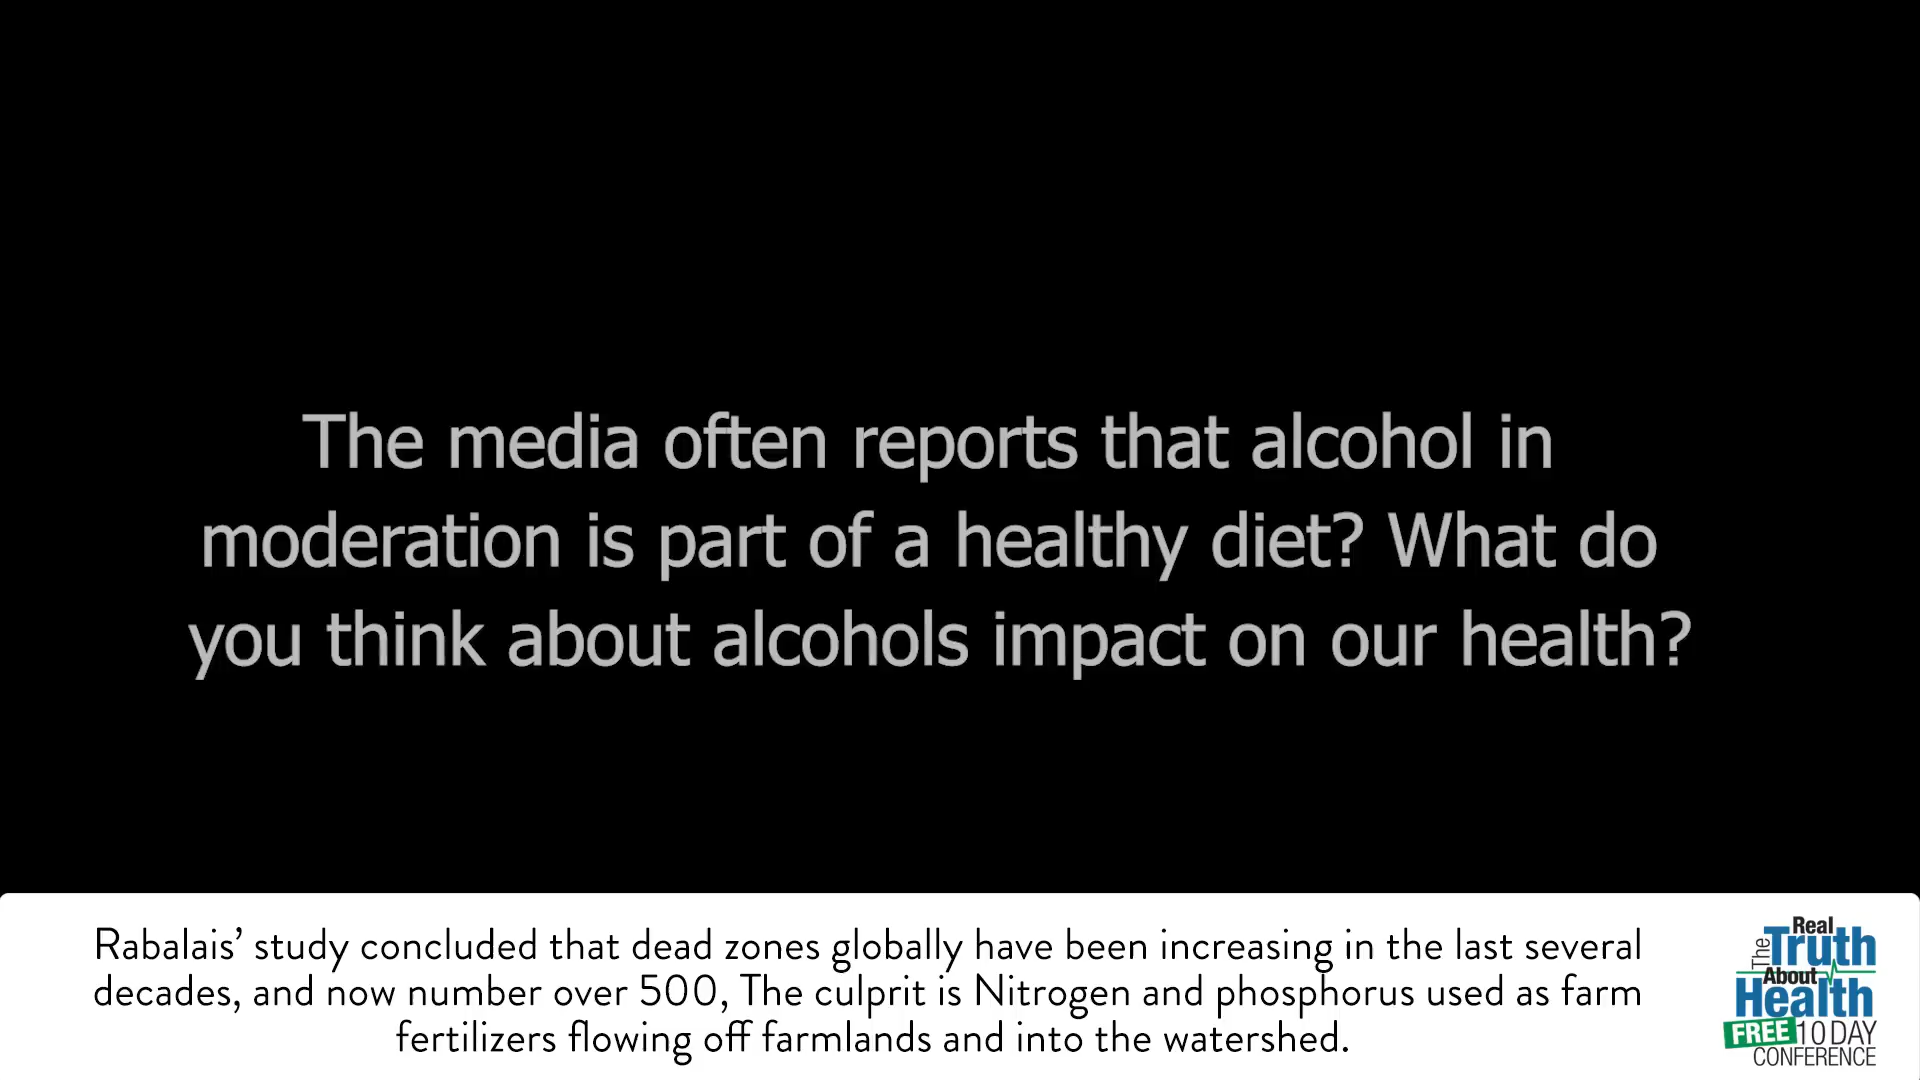 The media often reports that alcohol in
moderation is part of a healthy diet? What do
you think about alcohols impact on our health?
Rabalais’ study concluded that dead zones globally have been increasing in the last several
decades, and now number over 500, The culprit is Nitrogen and phosphorus used as farm
fertilizers flowing off farmlands and into the watershed.
The Real
Truth
About
Health
FREE 10 DAY
CONFERENCE